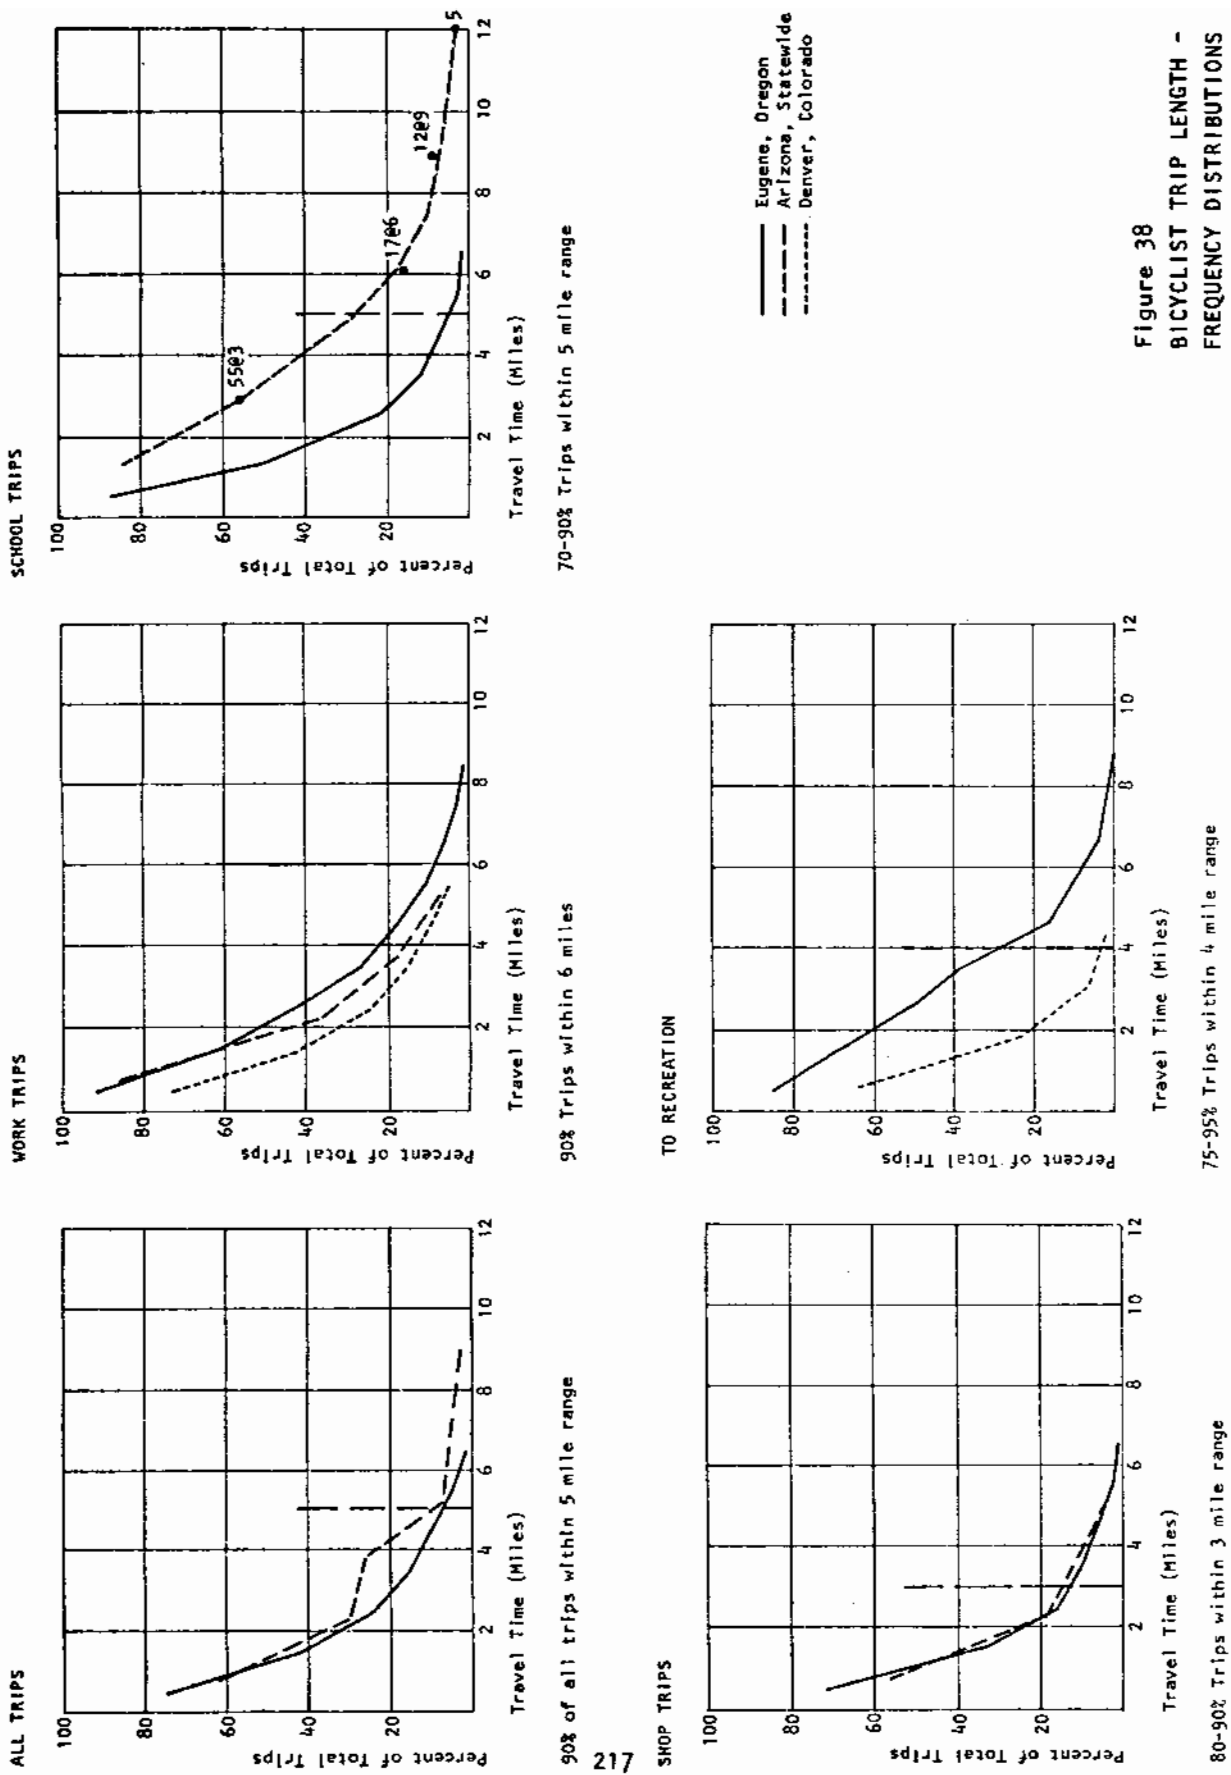 ALL TRIPS
Percent of Total Trips
100
80
60
40
20
2
4
6
8
10
12
Travel Time (Miles)
90% of all trips within 5 mile range
WORK TRIPS
Percent of Total Trips
100
80
60
40
20
2
4
6
8
10
12
Travel Time (Miles)
90% Trips within 6 miles
SCHOOL TRIPS
Percent of Total Trips
100
80
60
40
20
55@3
17@6
12@9
5
2
4
6
8
10
12
Travel Time (Miles)
70-90% Trips within 5 mile range
217
SHOP TRIPS
Percent of Total Trips
100
80
60
40
20
2
4
6
8
10
12
Travel Time (Miles)
80-90% Trips within 3 mile range
TO RECREATION
Percent of Total Trips
100
80
60
40
20
2
4
6
8
10
12
Travel Time (Miles)
75-95% Trips within 4 mile range
Eugene, Oregon
Arizona, Statewide
Denver, Colorado
Figure 38
BICYCLIST TRIP LENGTH -
FREQUENCY DISTRIBUTIONS